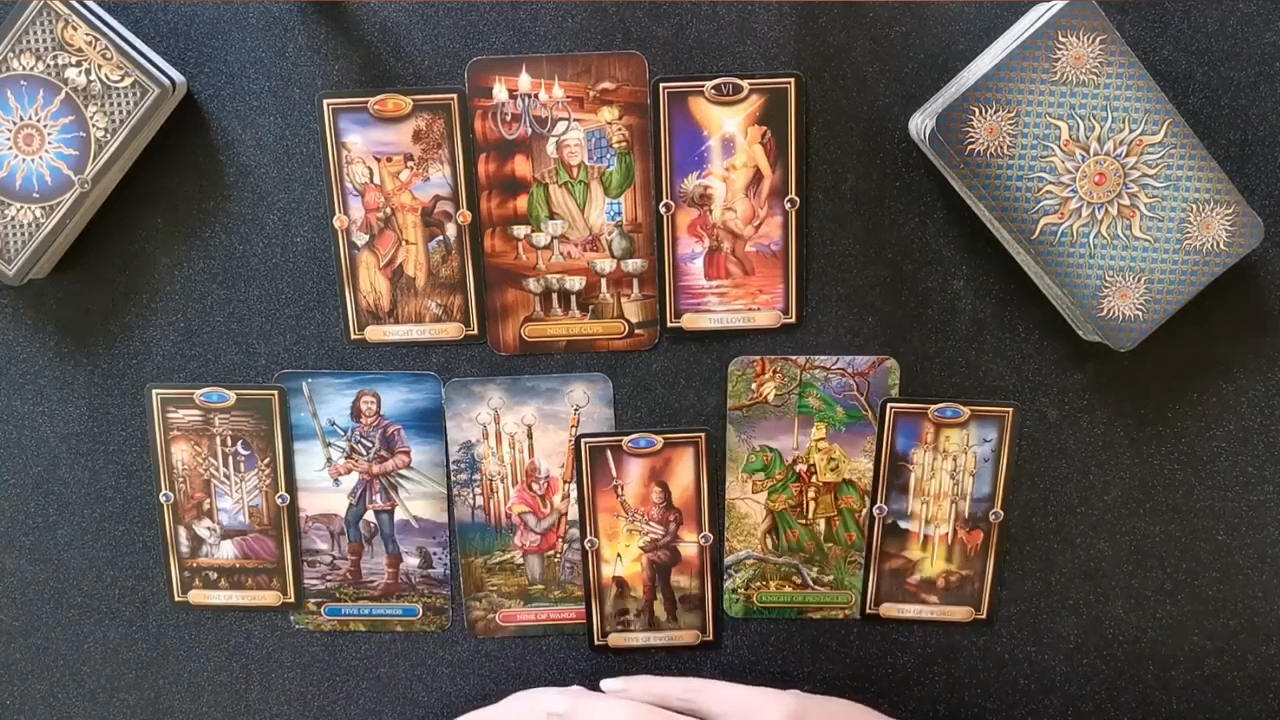 VI
KNIGHT OF CUPS
NINE OF CUPS
THE LOVERS
NINE OF SWORDS
FIVE OF SWORDS
NINE OF WANDS
FIVE OF SWORDS
KNIGHT OF PENTACLES
TEN OF SWORDS